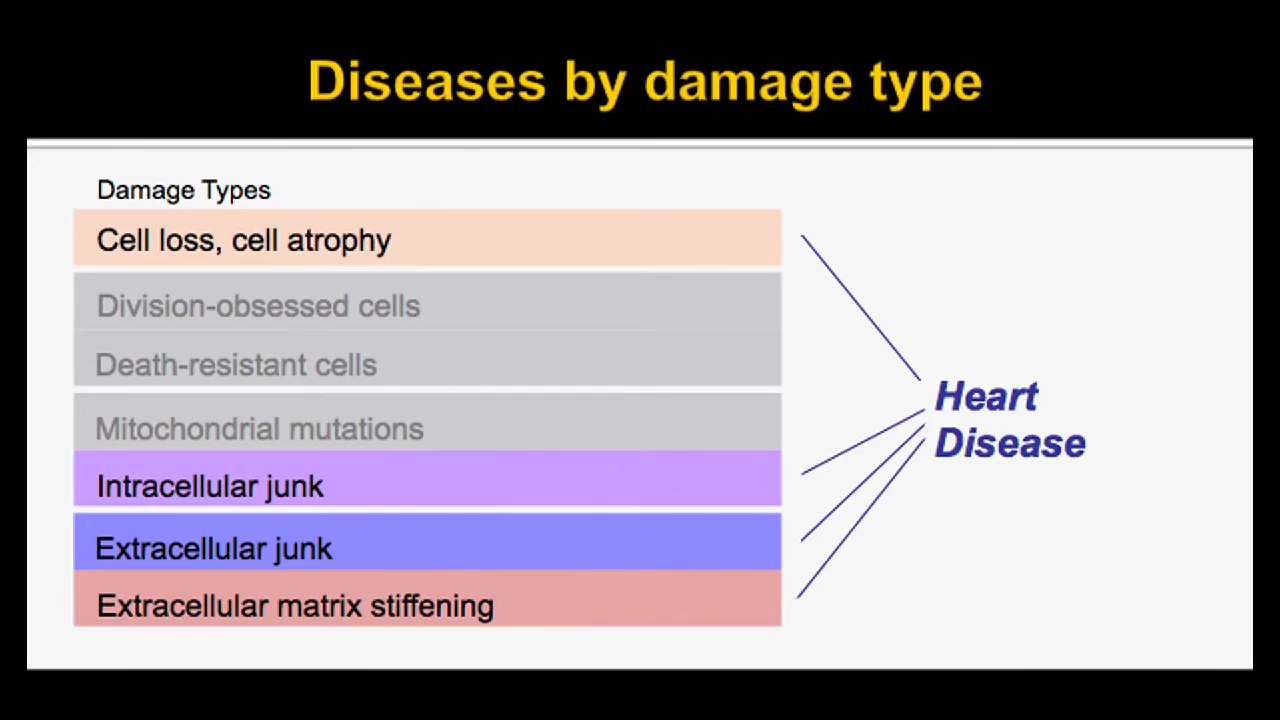 Diseases by damage type
Damage Types
Cell loss, cell atrophy
Division-obsessed cells
Death-resistant cells
Mitochondrial mutations
Intracellular junk
Extracellular junk
Extracellular matrix stiffening
Heart
Disease